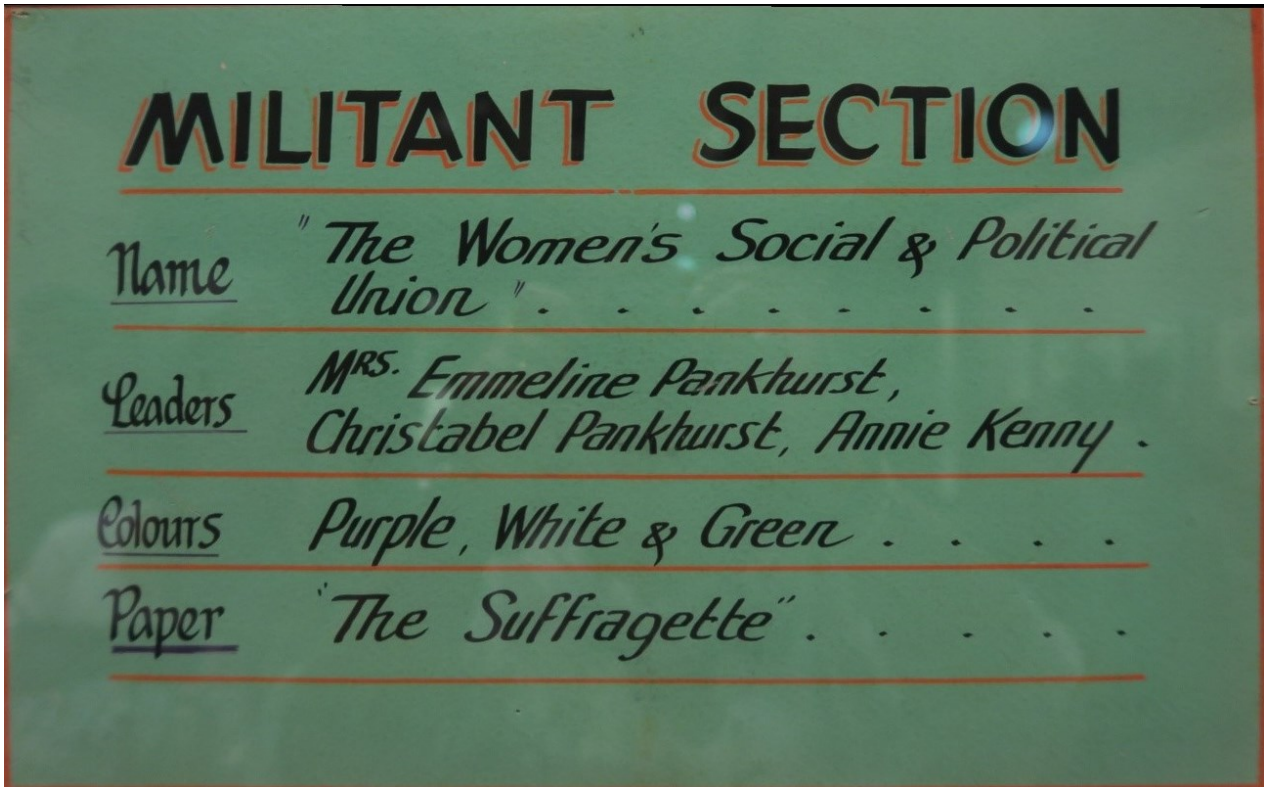 MILITANT SECTION
Name "The Women's Social & Political
Union" . . . . . . . .
Leaders MRS. Emmeline Pankhurst,
Christabel Pankhurst, Annie Kenny .
Colours Purple, White & Green . . . .
Paper "The Suffragette" . . . . .